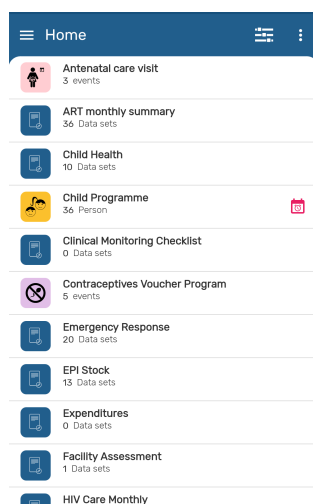 Home
Antenatal care visit
3 events
ART monthly summary
36 Data sets
Child Health
10 Data sets
Child Programme
36 Person
Clinical Monitoring Checklist
0 Data sets
Contraceptives Voucher Program
5 events
Emergency Response
20 Data sets
EPI Stock
13 Data sets
Expenditures
0 Data sets
Facility Assessment
1 Data sets
HIV Care Monthly